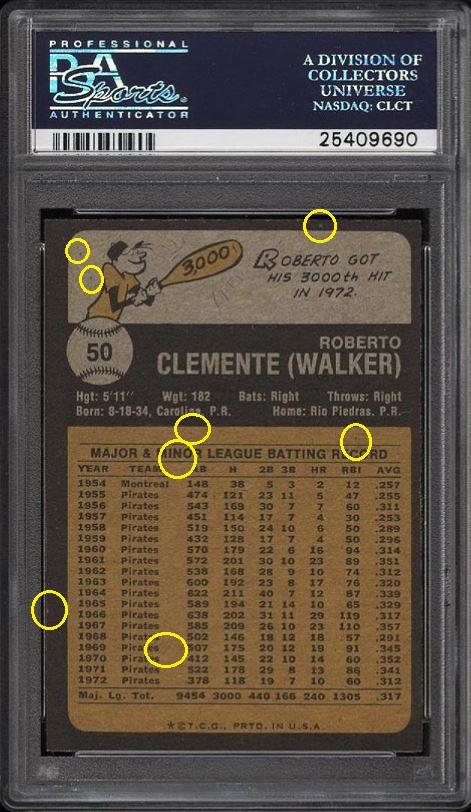 PROFESSIONAL
PSA
Sports
AUTHENTICATOR
A DIVISION OF
COLLECTORS
UNIVERSE
NASDAQ: CLCT
25409690
3,000
ROBERTO GOT
HIS 3000th HIT
IN 1972.
50
ROBERTO
CLEMENTE (WALKER)
Hgt: 5'11" Wgt: 182 Bats: Right Throws: Right
Born: 8-18-34, Carolina, P.R. Home: Rio Piedras, P.R.
MAJOR & MINOR LEAGUE BATTING RECORD
YEAR TEAM AB H 2B 3B HR RBI AVG
1954 Montreal 148 38 5 3 2 12 .257
1955 Pirates 474 121 23 11 5 47 .255
1956 Pirates 543 169 30 7 7 60 .311
1957 Pirates 451 114 17 7 4 30 .253
1958 Pirates 519 150 24 10 6 50 .289
1959 Pirates 432 128 17 7 4 50 .296
1960 Pirates 570 179 22 6 16 94 .314
1961 Pirates 572 201 30 10 23 89 .351
1962 Pirates 538 168 28 9 10 74 .312
1963 Pirates 600 192 23 8 17 76 .320
1964 Pirates 622 211 40 7 12 87 .339
1965 Pirates 589 194 21 14 10 65 .329
1966 Pirates 638 202 31 11 29 119 .317
1967 Pirates 585 209 26 10 23 110 .357
1968 Pirates 502 146 18 12 18 57 .291
1969 Pirates 507 175 20 12 19 91 .345
1970 Pirates 412 145 22 10 14 60 .352
1971 Pirates 522 178 29 8 13 86 .341
1972 Pirates 378 118 19 7 10 60 .312
Maj. Lg. Tot. 9454 3000 440 166 240 1305 .317
*©T.C.G., PRTD. IN U.S.A.